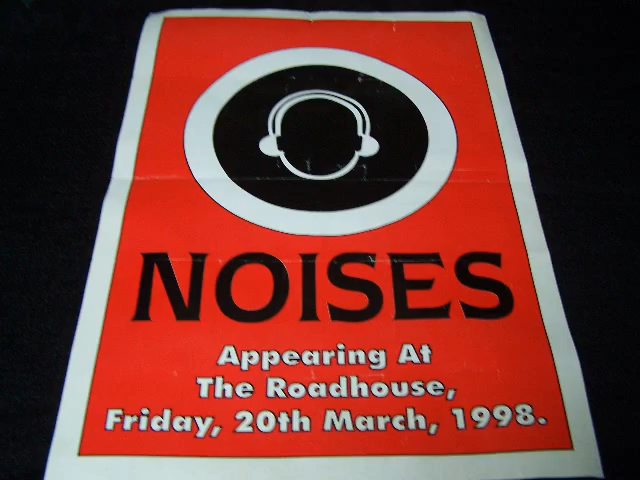 NOISES
Appearing At
The Roadhouse,
Friday, 20th March, 1998.